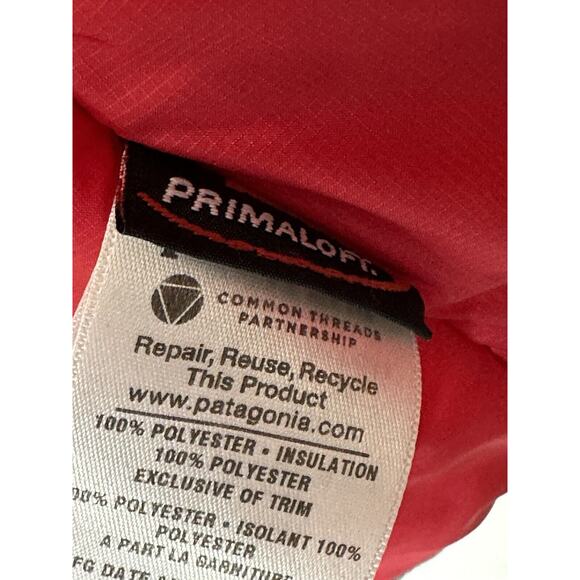 PRIMALOFT.
COMMON THREADS
PARTNERSHIP
Repair, Reuse, Recycle
This Product
www.patagonia.com
100% POLYESTER • INSULATION
100% POLYESTER
EXCLUSIVE OF TRIM
POLYESTER • ISOLANT 100%
POLYESTER
A PART LA GARNITURE
DATE